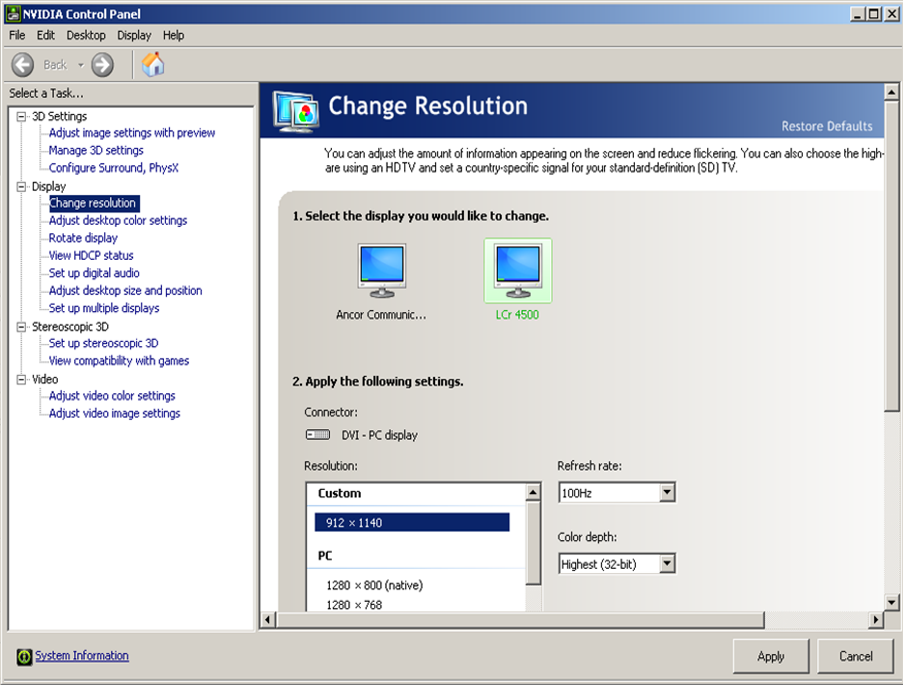 NVIDIA Control Panel
File Edit Desktop Display Help
Back
Select a Task...
3D Settings
Adjust image settings with preview
Manage 3D settings
Configure Surround, PhysX
Display
Change resolution
Adjust desktop color settings
Rotate display
View HDCP status
Set up digital audio
Adjust desktop size and position
Set up multiple displays
Stereoscopic 3D
Set up stereoscopic 3D
View compatibility with games
Video
Adjust video color settings
Adjust video image settings
Change Resolution
Restore Defaults
You can adjust the amount of information appearing on the screen and reduce flickering. You can also choose the high-
are using an HDTV and set a country-specific signal for your standard-definition (SD) TV.
1. Select the display you would like to change.
Ancor Communic... LCr 4500
2. Apply the following settings.
Connector:
DVI - PC display
Resolution:
Custom
912 × 1140
PC
1280 × 800 (native)
1280 × 768
Refresh rate:
100Hz
Color depth:
Highest (32-bit)
System Information
Apply Cancel